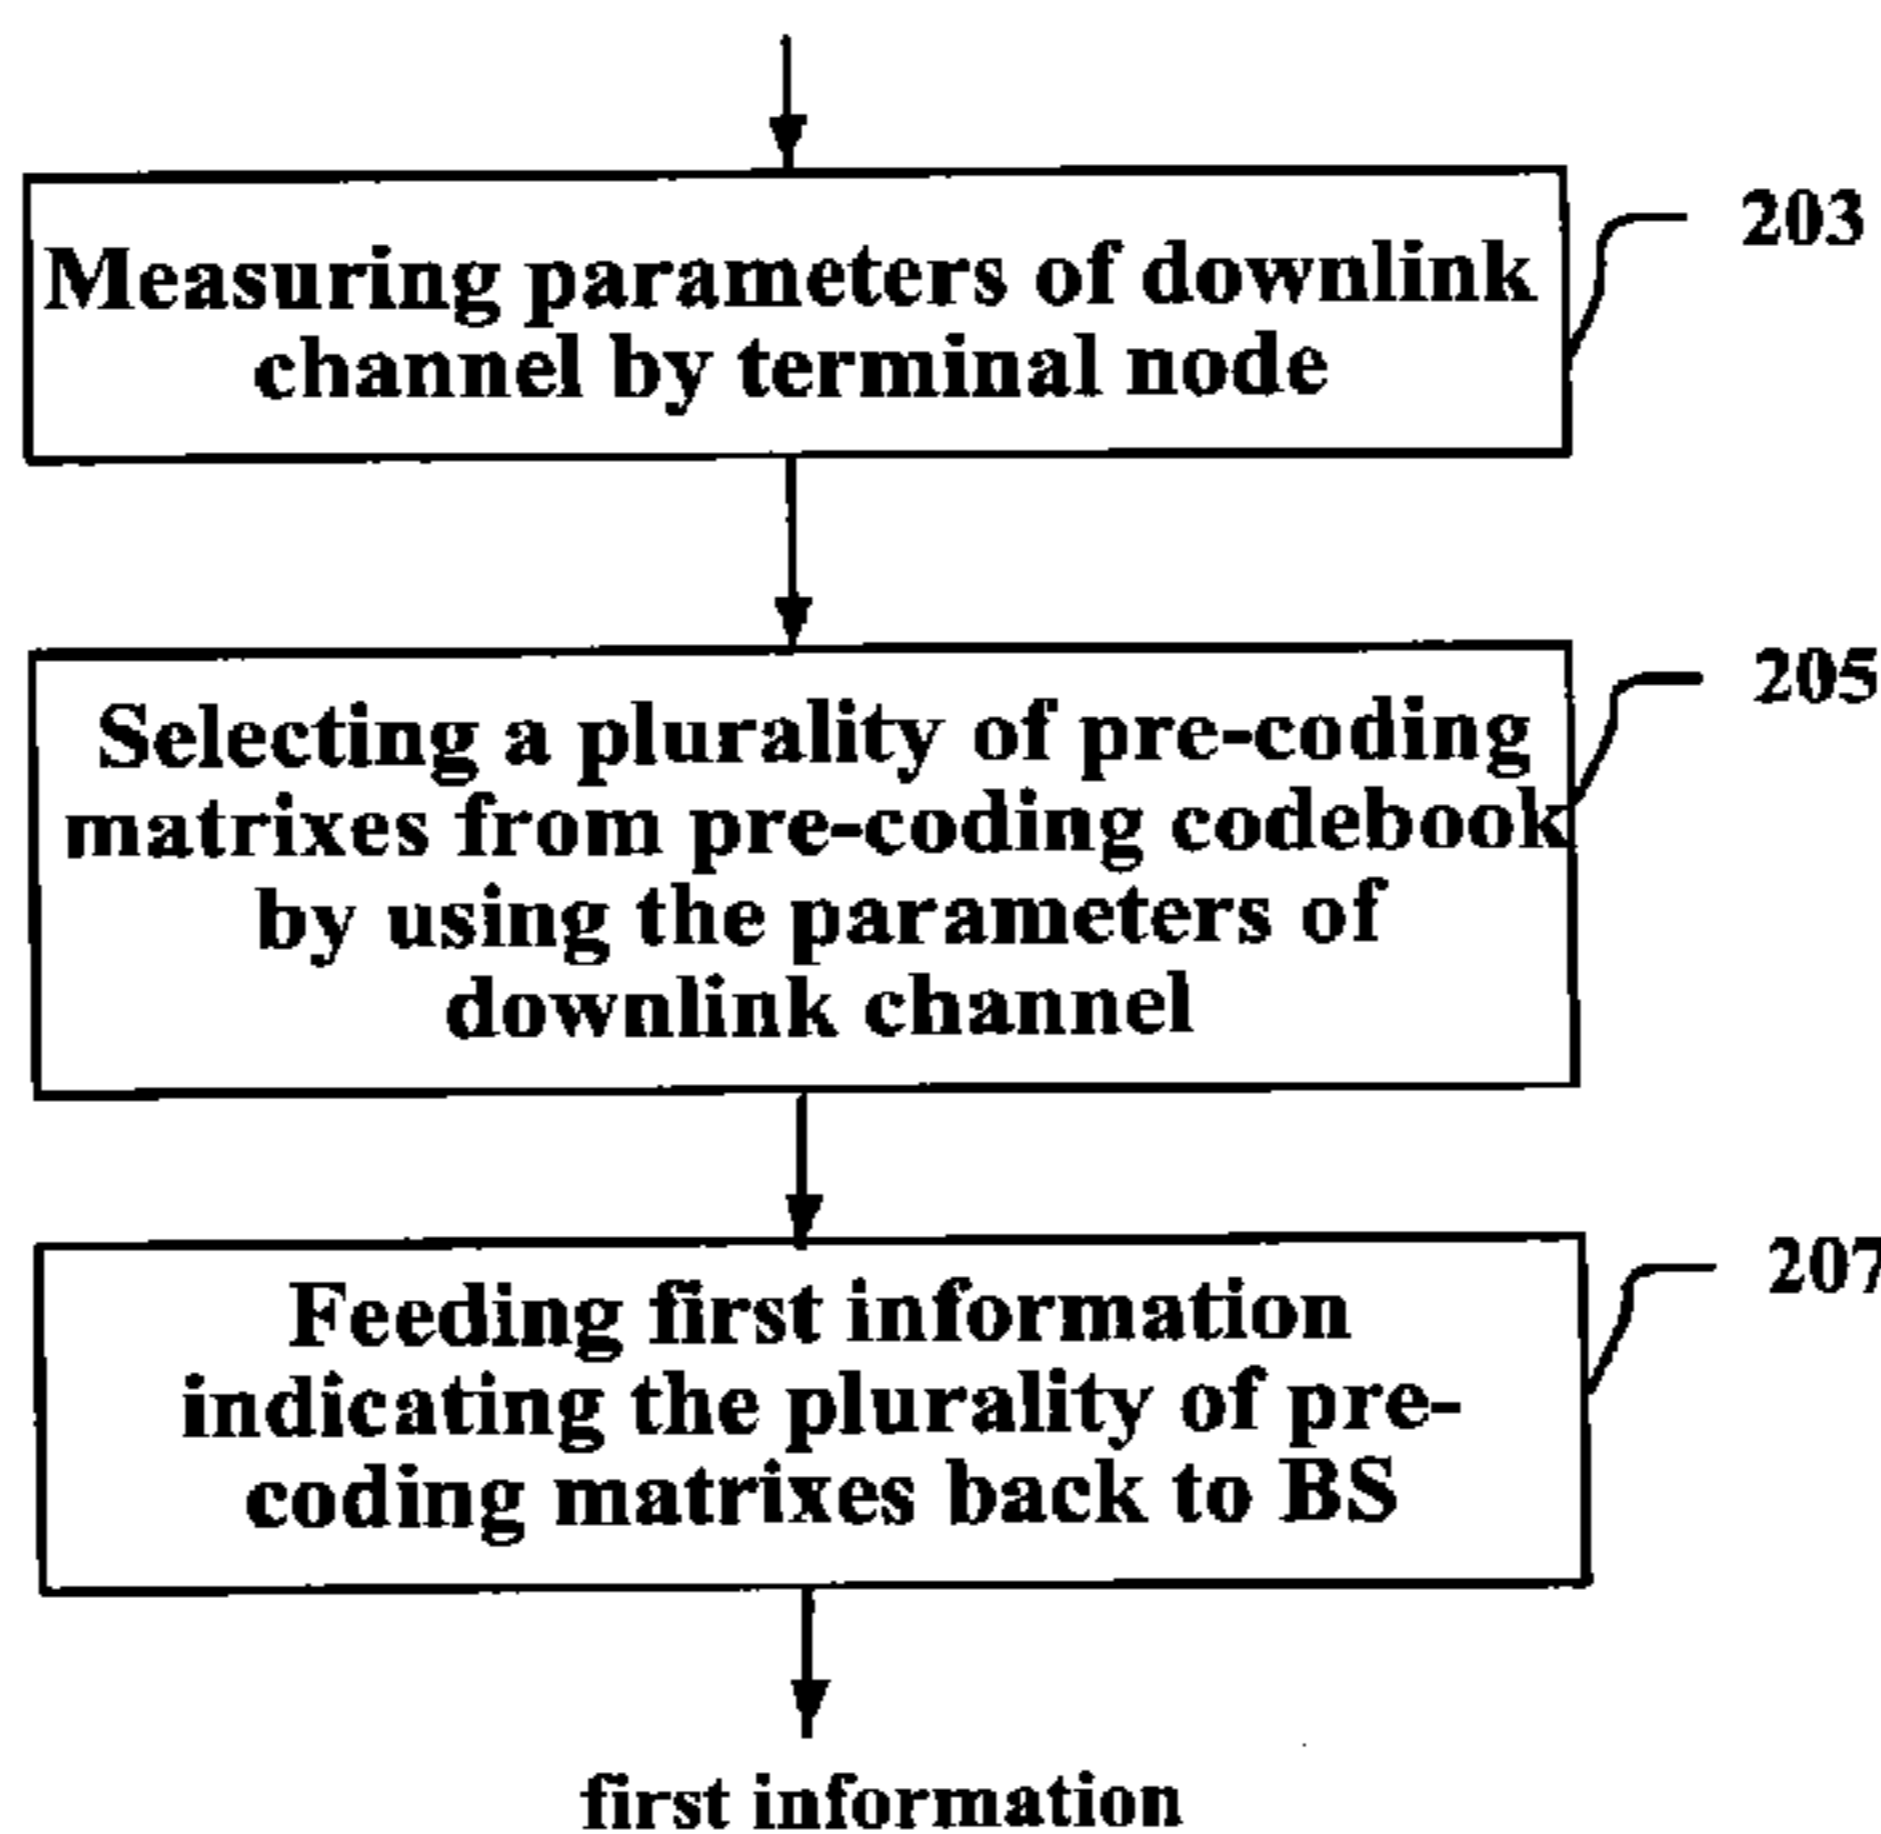 203
Measuring parameters of downlink
channel by terminal node
205
Selecting a plurality of pre-coding
matrixes from pre-coding codebook
by using the parameters of
downlink channel
207
Feeding first information
indicating the plurality of pre-
coding matrixes back to BS
first information